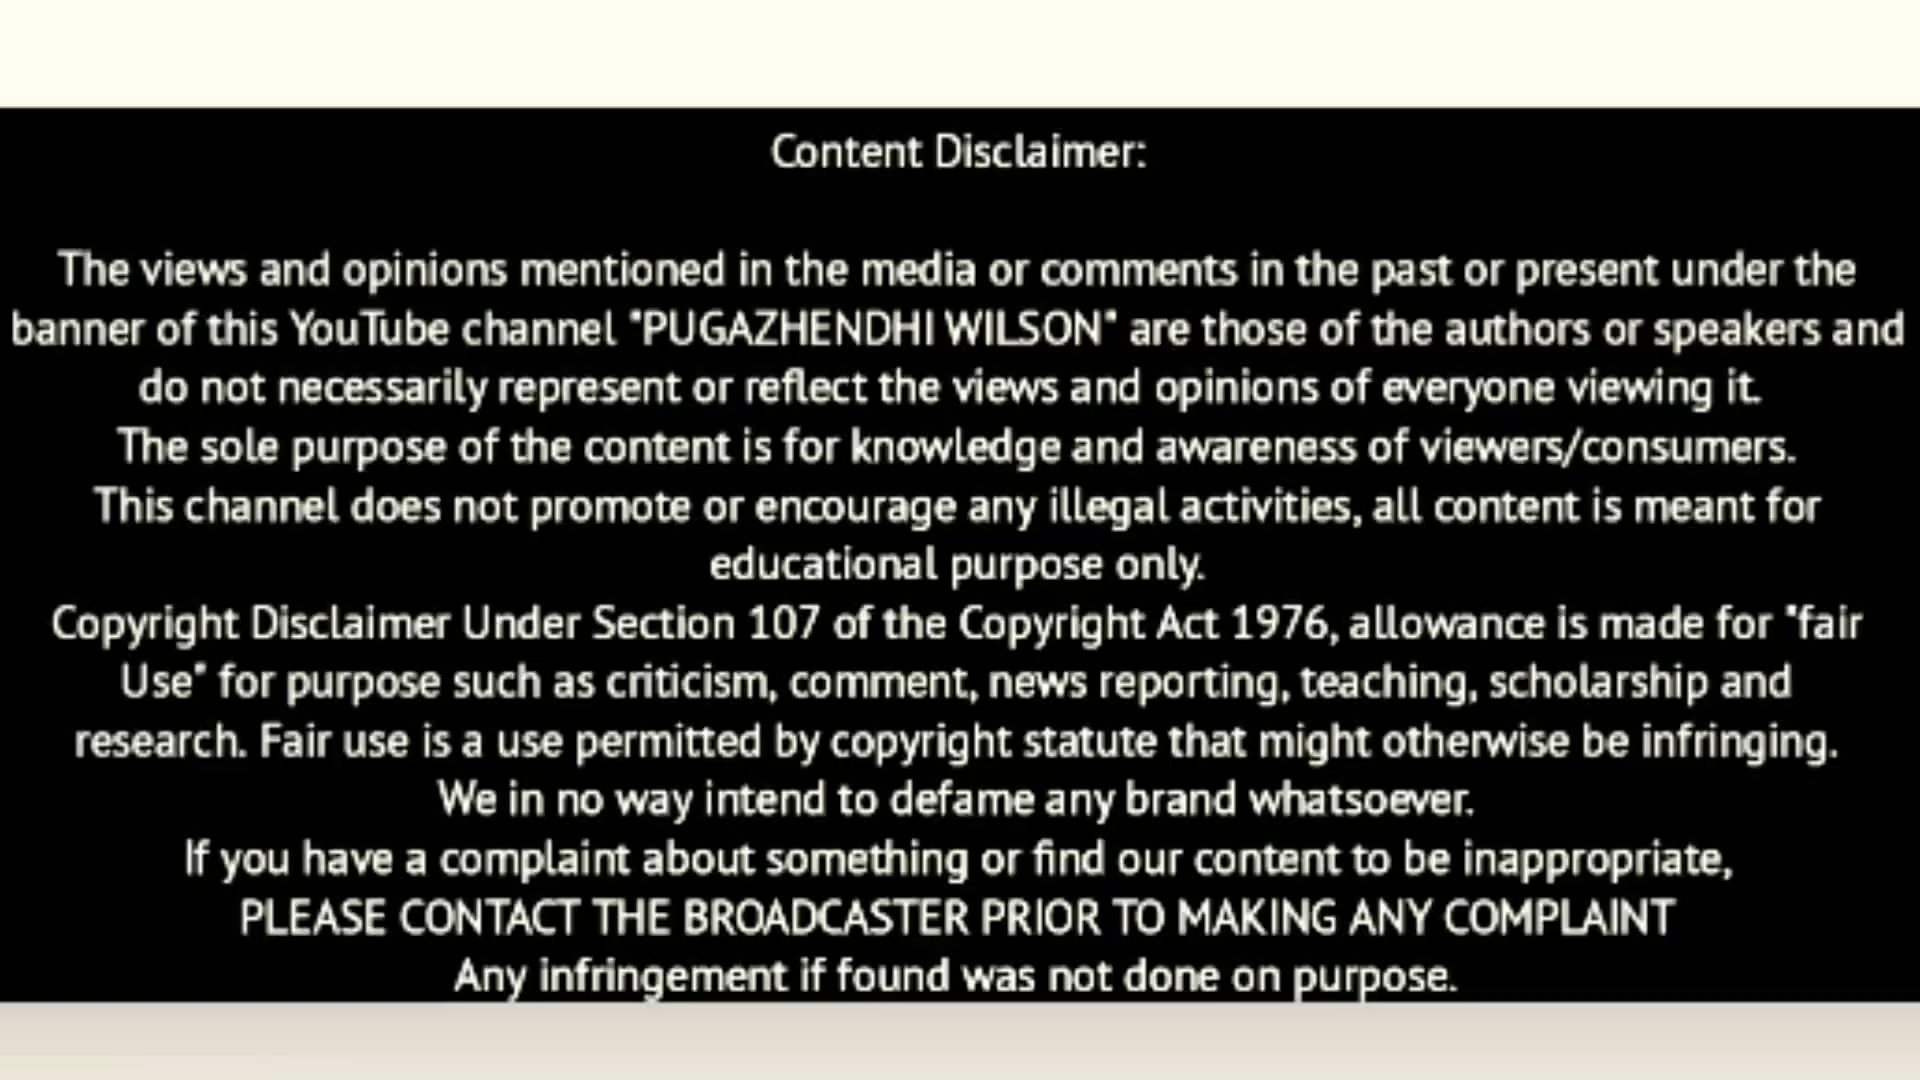 Content Disclaimer:
The views and opinions mentioned in the media or comments in the past or present under the
banner of this YouTube channel "PUGAZHENDHI WILSON" are those of the authors or speakers and
do not necessarily represent or reflect the views and opinions of everyone viewing it.
The sole purpose of the content is for knowledge and awareness of viewers/consumers.
This channel does not promote or encourage any illegal activities, all content is meant for
educational purpose only.
Copyright Disclaimer Under Section 107 of the Copyright Act 1976, allowance is made for "fair
Use" for purpose such as criticism, comment, news reporting, teaching, scholarship and
research. Fair use is a use permitted by copyright statute that might otherwise be infringing.
We in no way intend to defame any brand whatsoever.
If you have a complaint about something or find our content to be inappropriate,
PLEASE CONTACT THE BROADCASTER PRIOR TO MAKING ANY COMPLAINT
Any infringement if found was not done on purpose.